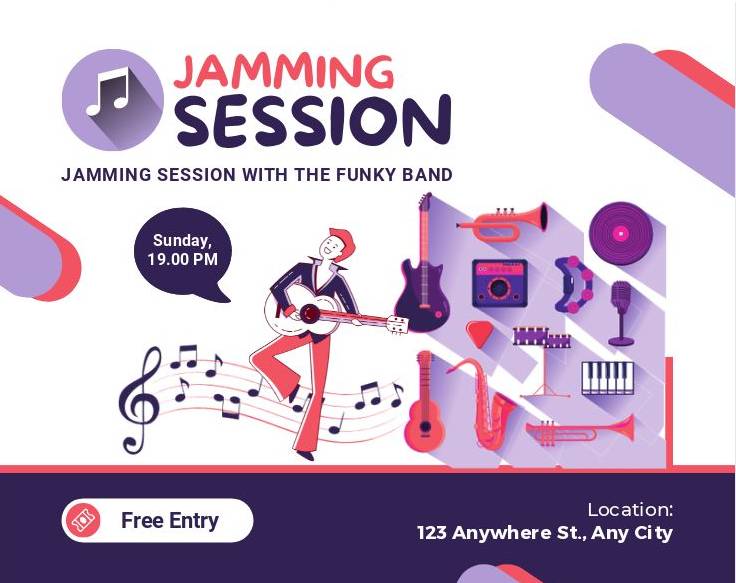 JAMMING
SESSION
JAMMING SESSION WITH THE FUNKY BAND
Sunday,
19.00 PM
Free Entry
Location:
123 Anywhere St., Any City